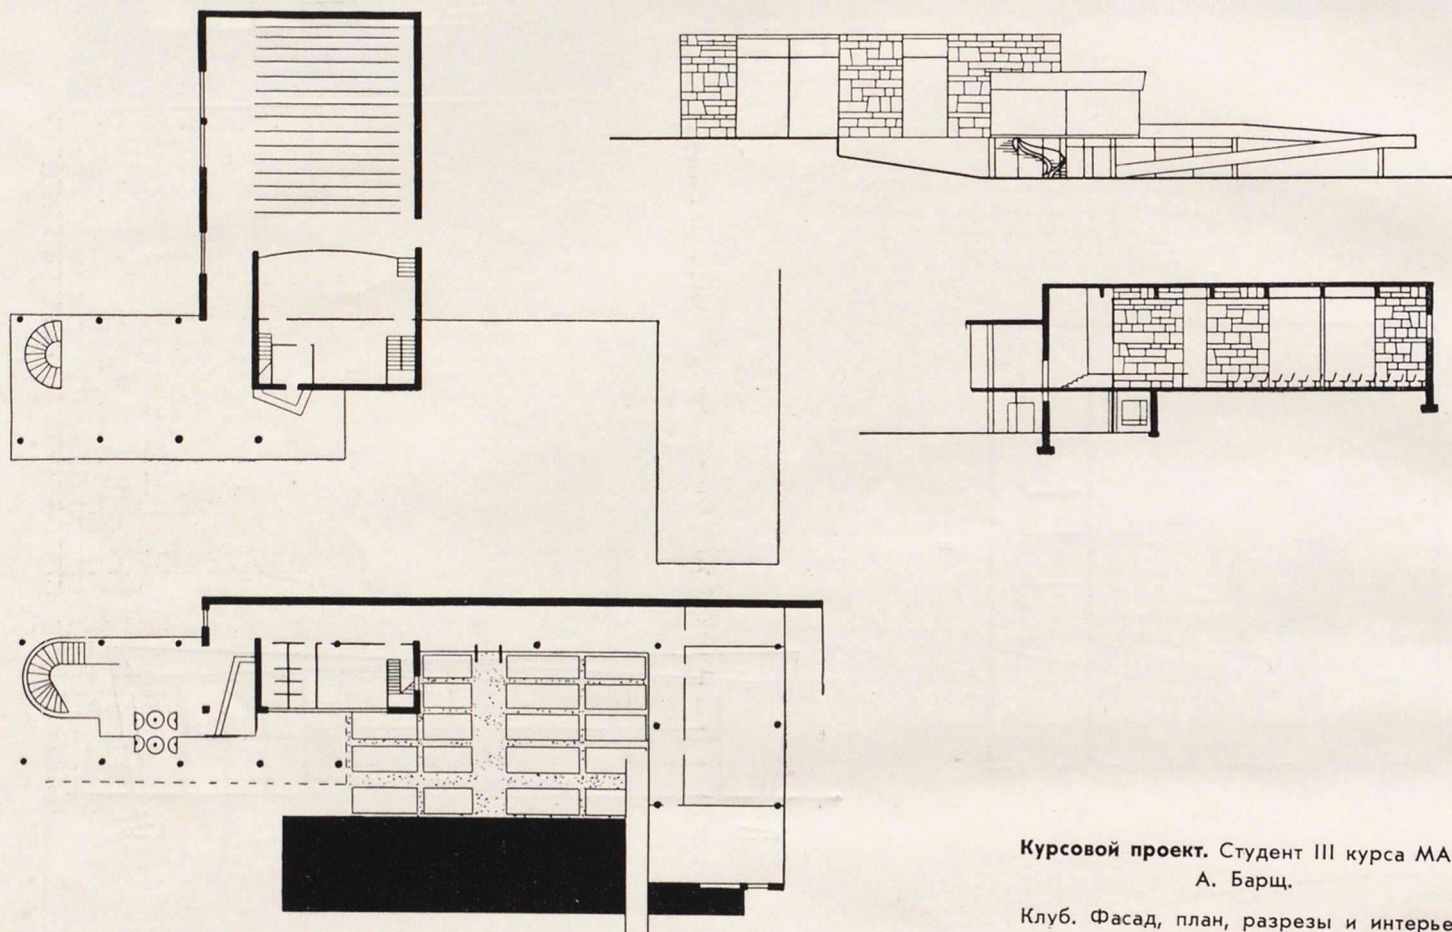 Курсовой проект. Студент III курса МА
А. Барщ.
Клуб. Фасад, план, разрезы и интерье